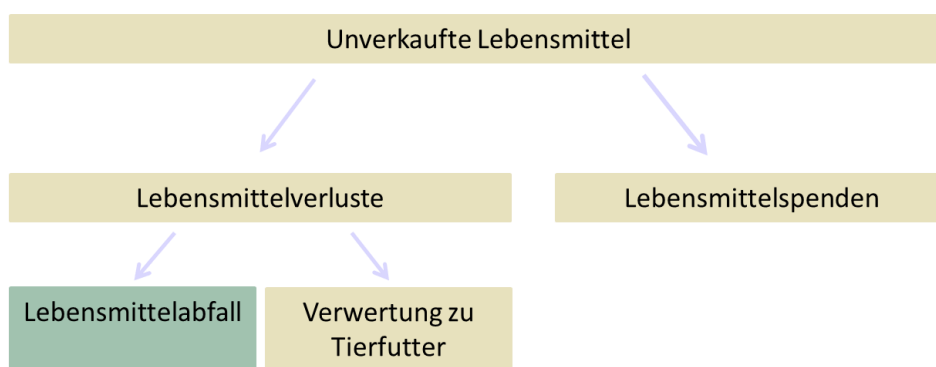 Unverkaufte Lebensmittel
Lebensmittelverluste
Lebensmittelspenden
Lebensmittelabfall
Verwertung zu
Tierfutter